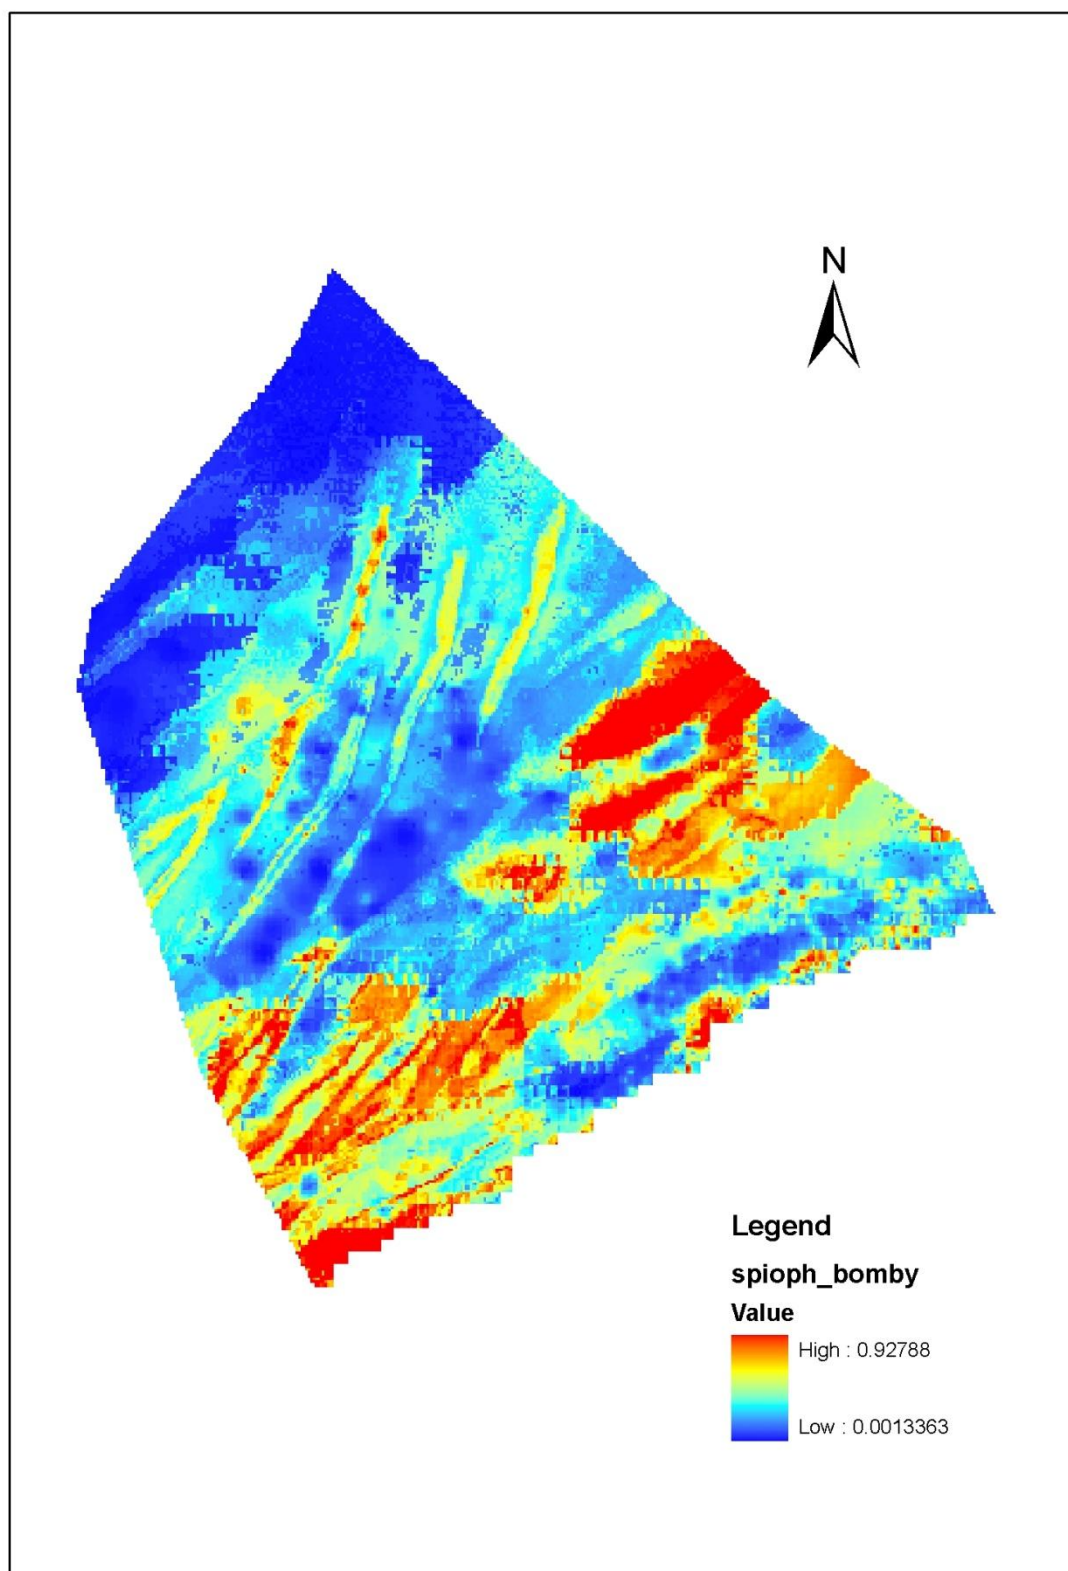 N
Legend
spioph_bomby
Value
High : 0.92788
Low : 0.0013363